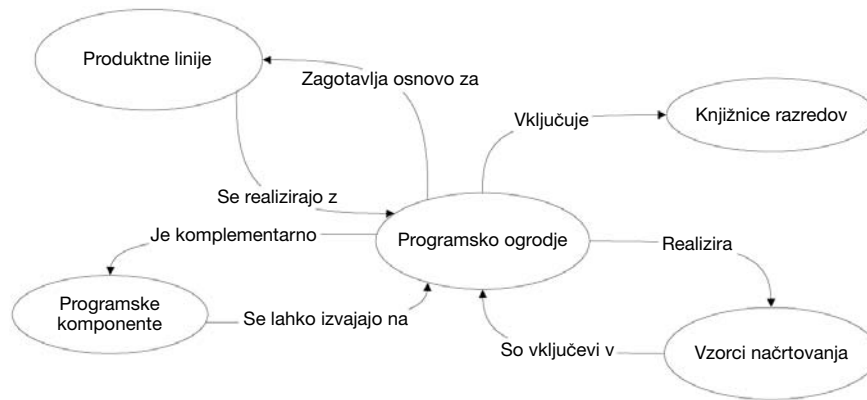 Produktne linije
Zagotavlja osnovo za
Vključuje
Knjižnice razredov
Se realizirajo z
Je komplementarno
Programsko ogrodje
Realizira
Programske
komponente
Se lahko izvajajo na
So vključevi v
Vzorci načrtovanja